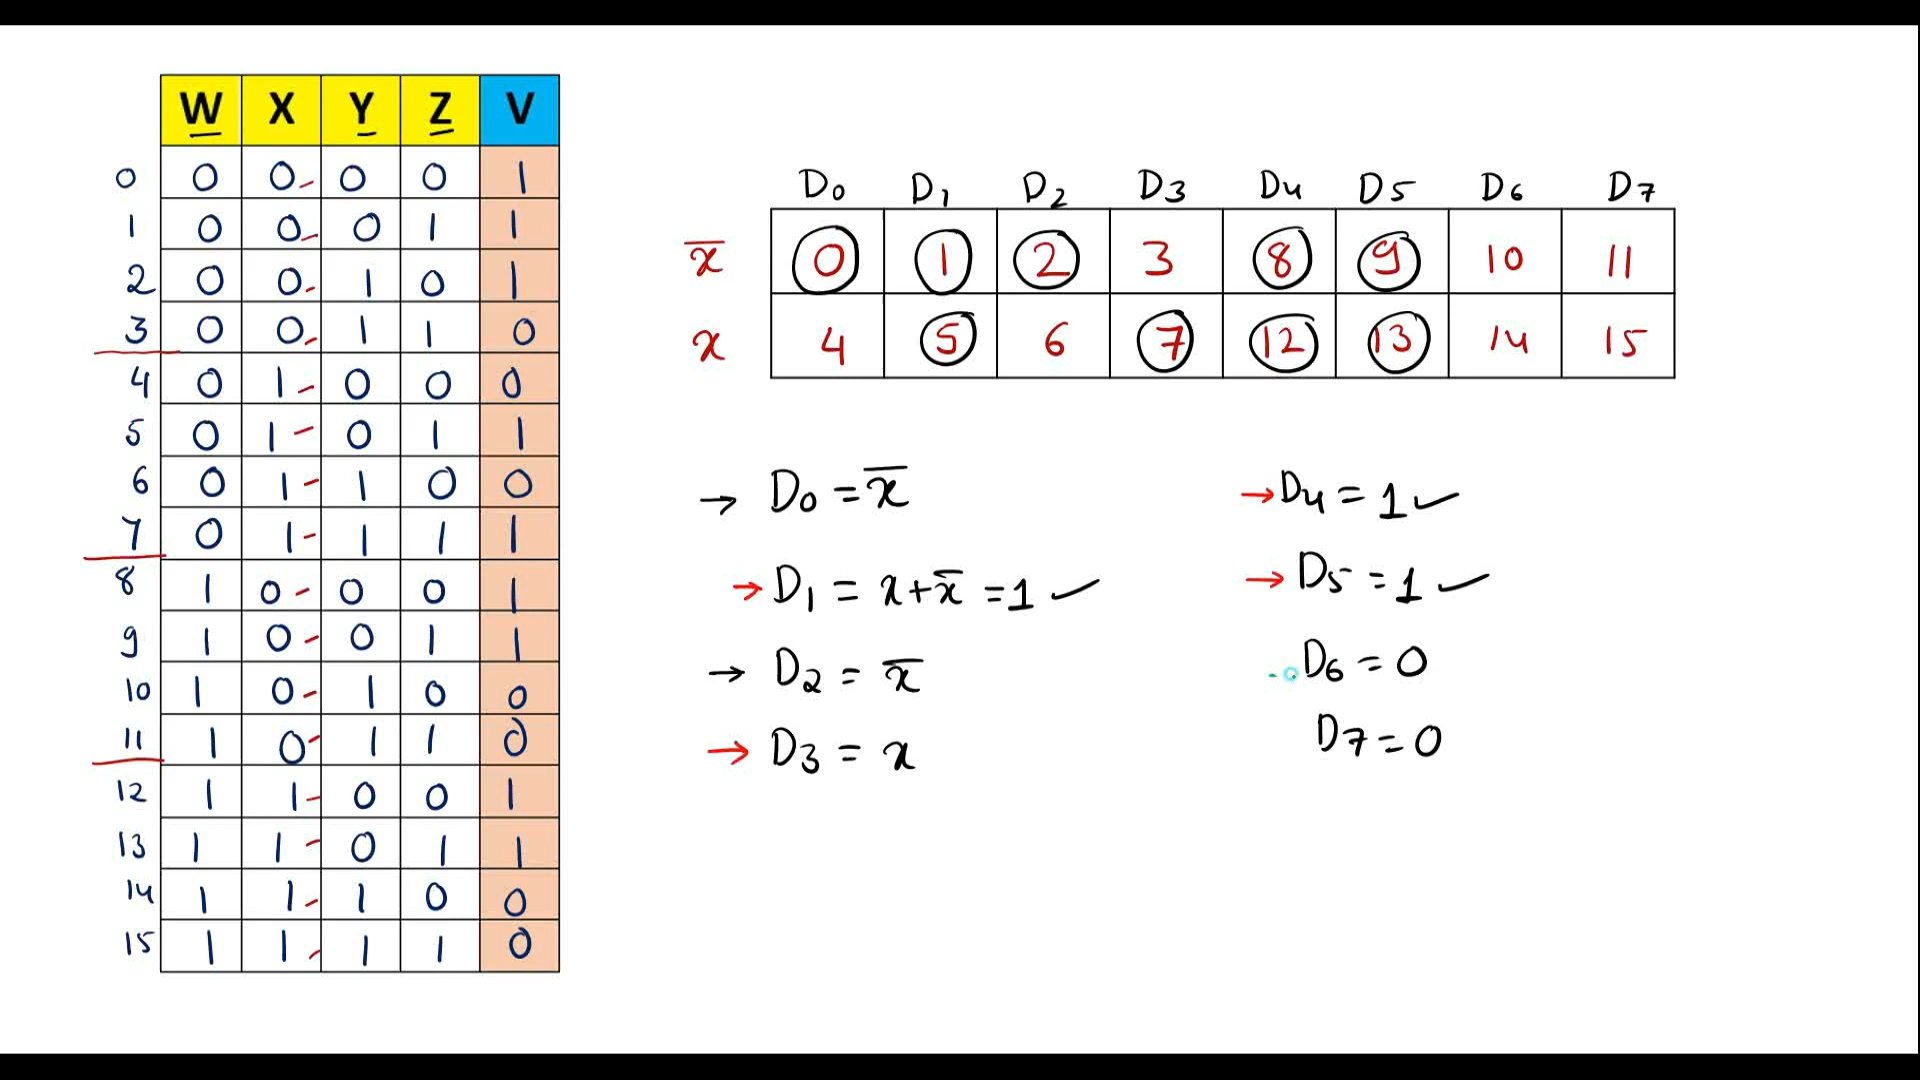 W X Y Z V
0 0 0 0 0 1
1 0 0 0 1 1
2 0 0 1 0 1
3 0 0 1 1 0
4 0 1 0 0 0
5 0 1 0 1 1
6 0 1 1 0 0
7 0 1 1 1 1
8 1 0 0 0 1
9 1 0 0 1 1
10 1 0 1 0 0
11 1 0 1 1 0
12 1 1 0 0 1
13 1 1 0 1 1
14 1 1 1 0 0
15 1 1 1 1 0
D0 D1 D2 D3 D4 D5 D6 D7
x̅ 0 1 2 3 8 9 10 11
x 4 5 6 7 12 13 14 15
→ D0 = x̅
→ D1 = x + x̅ = 1 ✓
→ D2 = x̅
→ D3 = x
→ D4 = 1 ✓
→ D5 = 1 ✓
D6 = 0
D7 = 0